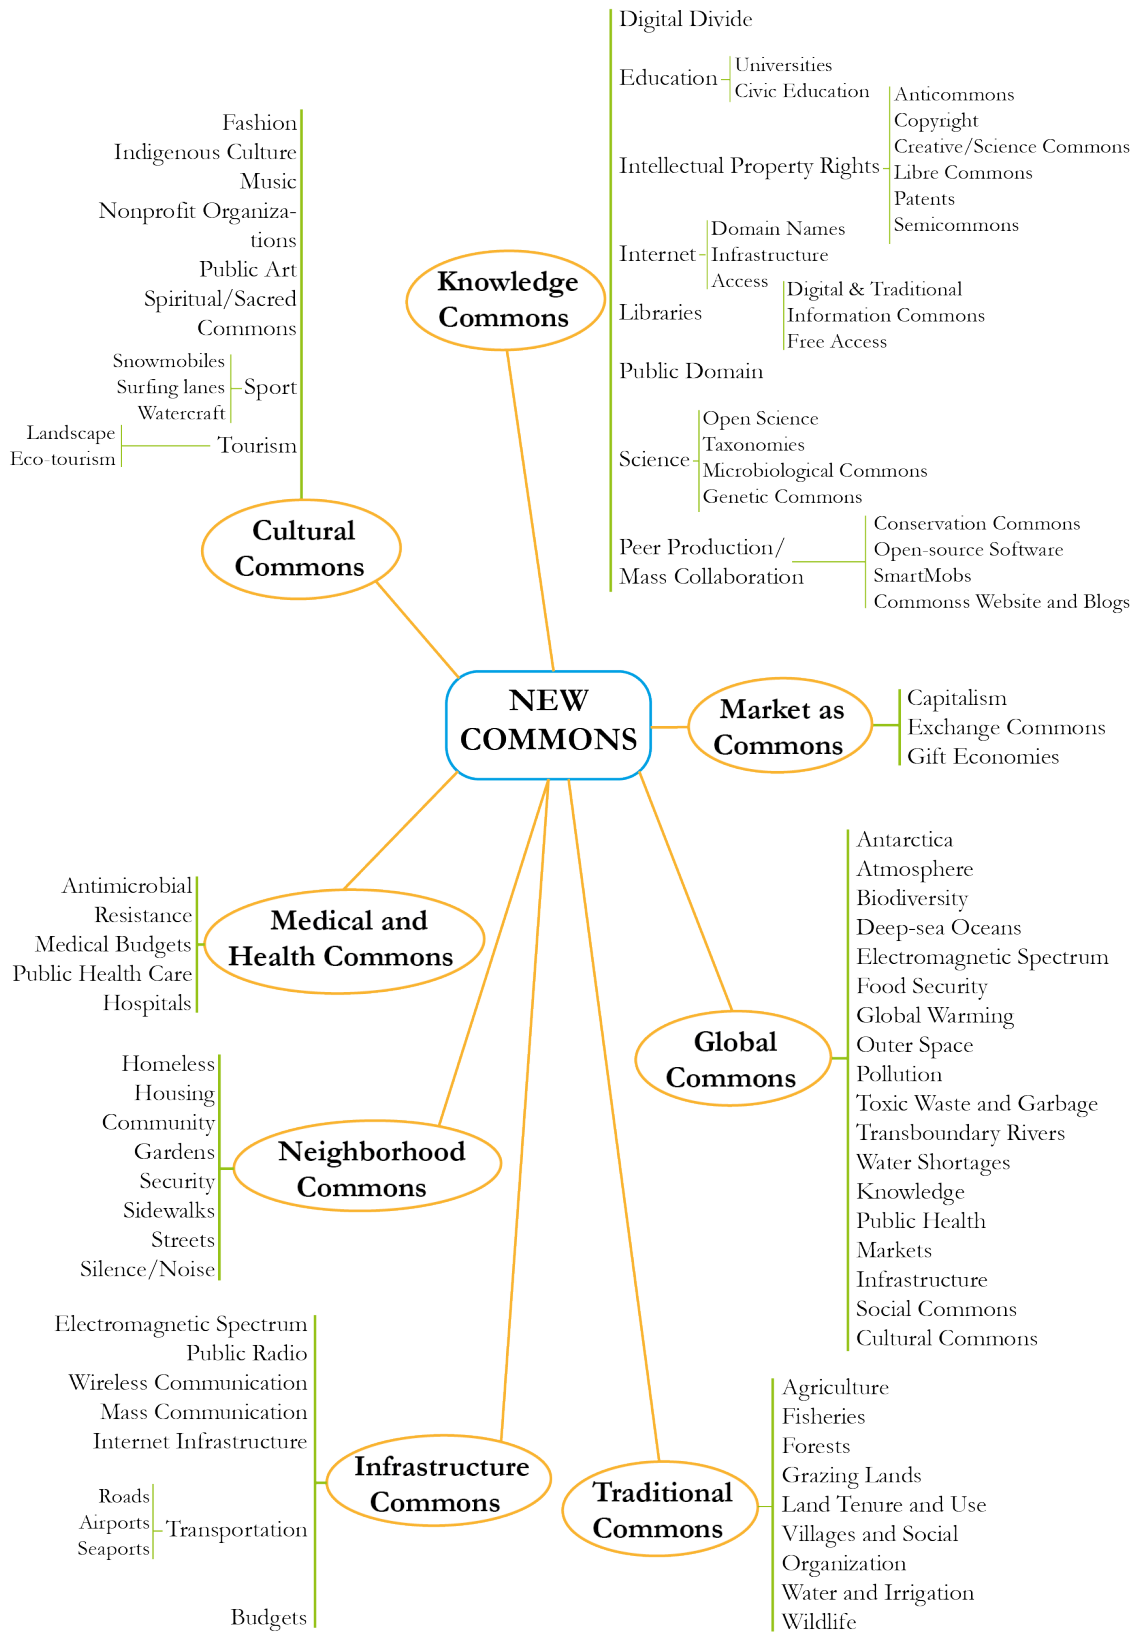 Digital Divide
Education
Universities
Civic Education
Intellectual Property Rights
Anticommons
Copyright
Creative/Science Commons
Libre Commons
Patents
Semicommons
Internet
Domain Names
Infrastructure
Access
Libraries
Digital & Traditional
Information Commons
Free Access
Public Domain
Science
Open Science
Taxonomies
Microbiological Commons
Genetic Commons
Peer Production/
Mass Collaboration
Conservation Commons
Open-source Software
SmartMobs
Commonss Website and Blogs
Knowledge
Commons
Fashion
Indigenous Culture
Music
Nonprofit Organiza-
tions
Public Art
Spiritual/Sacred
Commons
Snowmobiles
Surfing lanes
Watercraft
Sport
Landscape
Eco-tourism
Tourism
Cultural
Commons
NEW
COMMONS
Market as
Commons
Capitalism
Exchange Commons
Gift Economies
Antimicrobial
Resistance
Medical Budgets
Public Health Care
Hospitals
Medical and
Health Commons
Global
Commons
Antarctica
Atmosphere
Biodiversity
Deep-sea Oceans
Electromagnetic Spectrum
Food Security
Global Warming
Outer Space
Pollution
Toxic Waste and Garbage
Transboundary Rivers
Water Shortages
Knowledge
Public Health
Markets
Infrastructure
Social Commons
Cultural Commons
Homeless
Housing
Community
Gardens
Security
Sidewalks
Streets
Silence/Noise
Neighborhood
Commons
Electromagnetic Spectrum
Public Radio
Wireless Communication
Mass Communication
Internet Infrastructure
Roads
Airports
Seaports
Transportation
Budgets
Infrastructure
Commons
Traditional
Commons
Agriculture
Fisheries
Forests
Grazing Lands
Land Tenure and Use
Villages and Social
Organization
Water and Irrigation
Wildlife